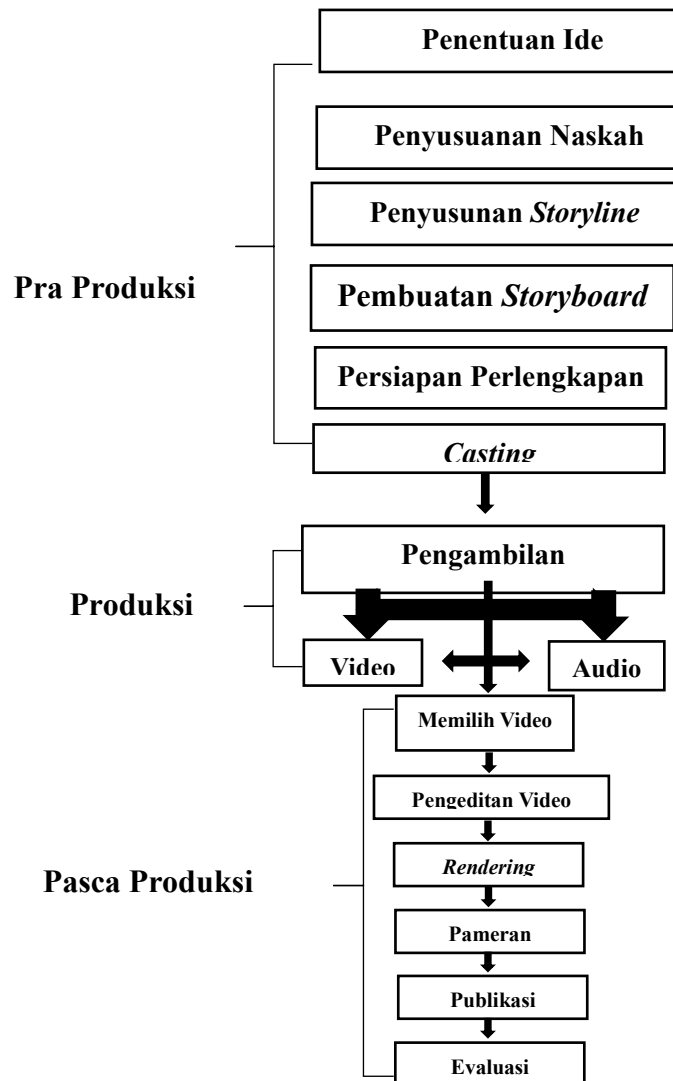 Penentuan Ide
Penyusuanan Naskah
Penyusunan Storyline
Pra Produksi
Pembuatan Storyboard
Persiapan Perlengkapan
Casting
Pengambilan
Produksi
Video
Audio
Memilih Video
Pengeditan Video
Rendering
Pasca Produksi
Pameran
Publikasi
Evaluasi